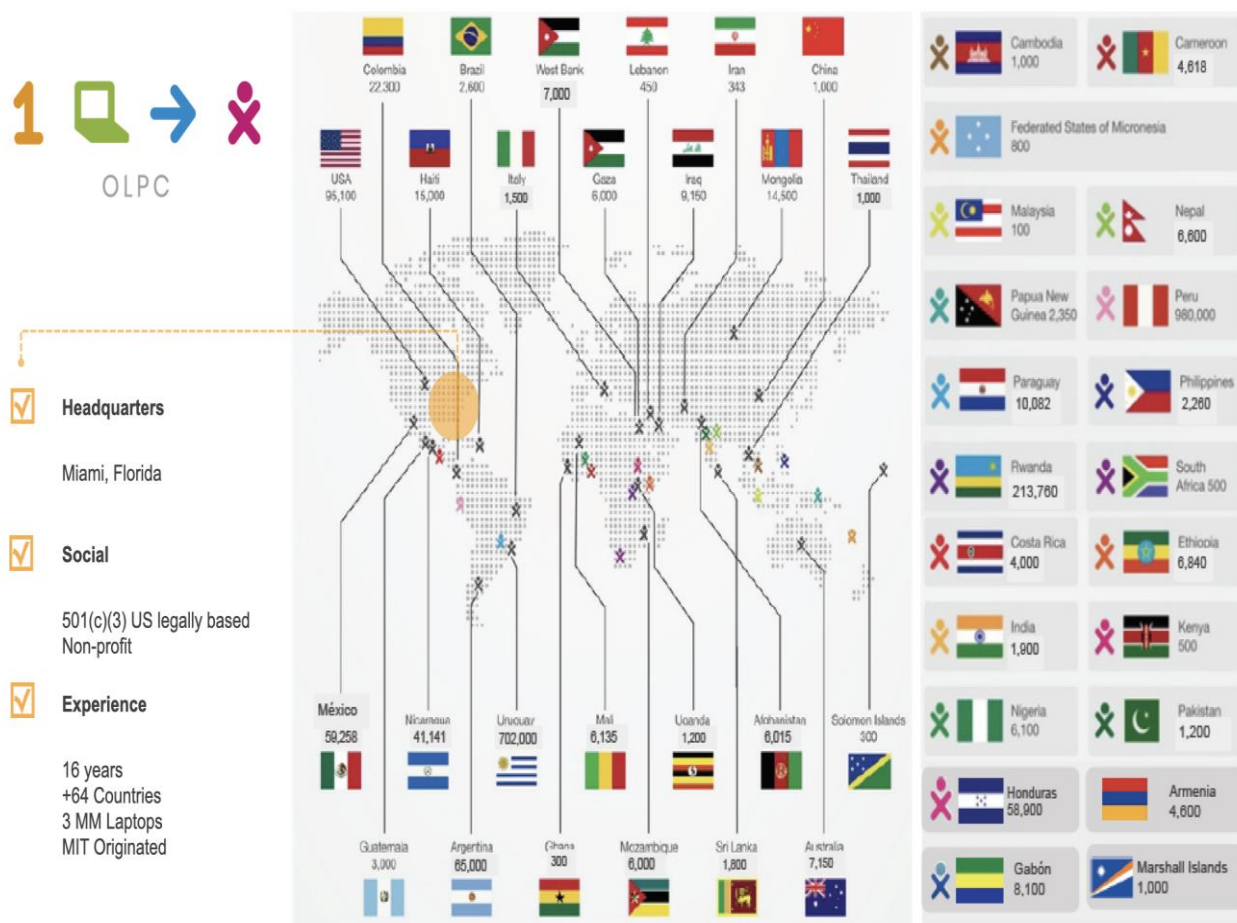 1
OLPC
Headquarters
Miami, Florida
Social
501(c)(3) US legally based
Non-profit
Experience
16 years
+64 Countries
3 MM Laptops
MIT Originated
Colombia
22,300
Brazil
2,600
West Bank
7,000
Lebanon
450
Iran
343
China
1,000
USA
95,100
Haiti
15,000
Italy
1,500
Gaza
6,000
Iraq
9,150
Mongolia
14,500
Thailand
1,000
México
59,258
Nicaragua
41,141
Uruguay
702,000
Mali
6,135
Uganda
1,200
Afghanistan
6,015
Solomon Islands
300
Guatemala
3,000
Argentina
65,000
Ghana
300
Mozambique
6,000
Sri Lanka
1,800
Australia
7,150
Cambodia
1,000
Cameroon
4,618
Federated States of Micronesia
800
Malaysia
100
Nepal
6,600
Papua New
Guinea 2,350
Peru
980,000
Paraguay
10,082
Philippines
2,260
Rwanda
213,760
South
Africa 500
Costa Rica
4,000
Ethiopia
6,840
India
1,900
Kenya
500
Nigeria
6,100
Pakistan
1,200
Honduras
58,900
Armenia
4,600
Gabón
8,100
Marshall Islands
1,000